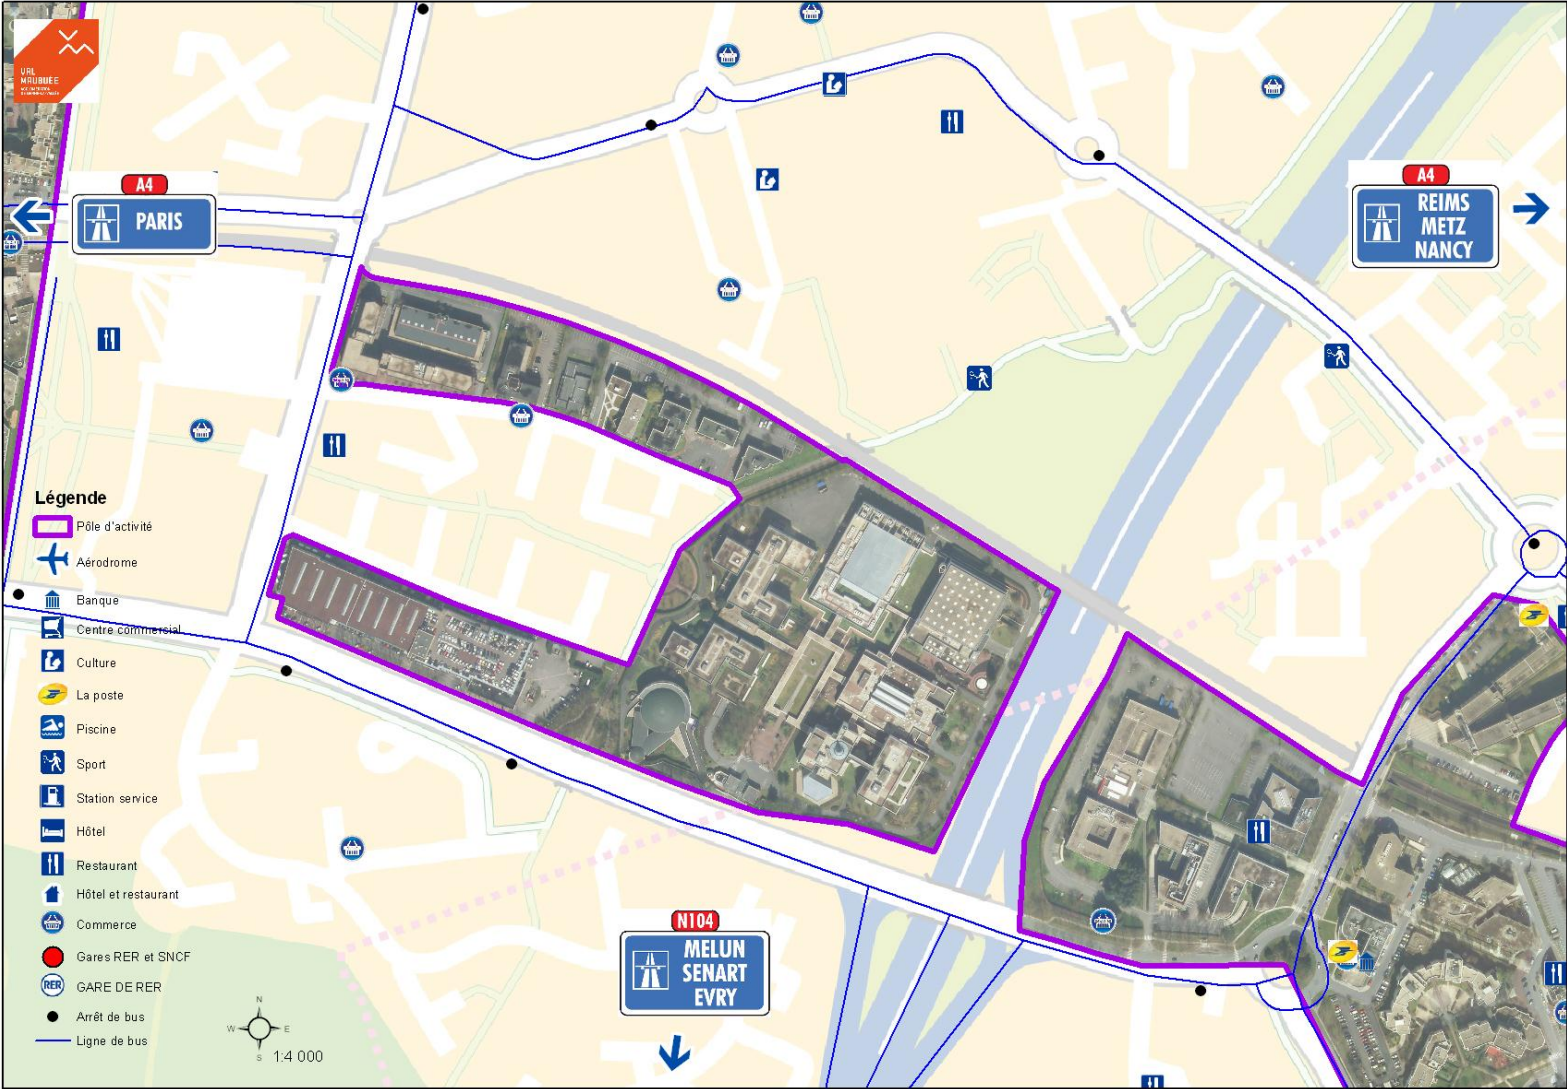 VAL
MAUBUÉE
A4
PARIS
A4
REIMS
METZ
NANCY
Légende
Pôle d'activité
Aérodrome
Banque
Centre commercial
Culture
La poste
Piscine
Sport
Station service
Hôtel
Restaurant
Hôtel et restaurant
Commerce
Gares RER et SNCF
RER GARE DE RER
Arrêt de bus
Ligne de bus
N
W E
S
1:4 000
N104
MELUN
SENART
EVRY